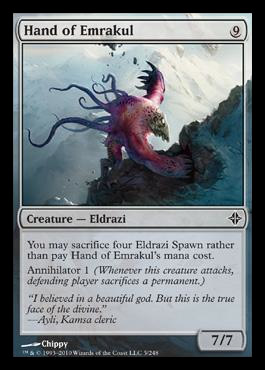 Hand of Emrakul 9
Creature — Eldrazi
You may sacrifice four Eldrazi Spawn rather
than pay Hand of Emrakul's mana cost.
Annihilator 1 (Whenever this creature attacks,
defending player sacrifices a permanent.)
"I believed in a beautiful god. But this is the true
face of the divine."
—Ayli, Kamsa cleric
7/7
Chippy
™ & © 1993–2010 Wizards of the Coast LLC 5/248